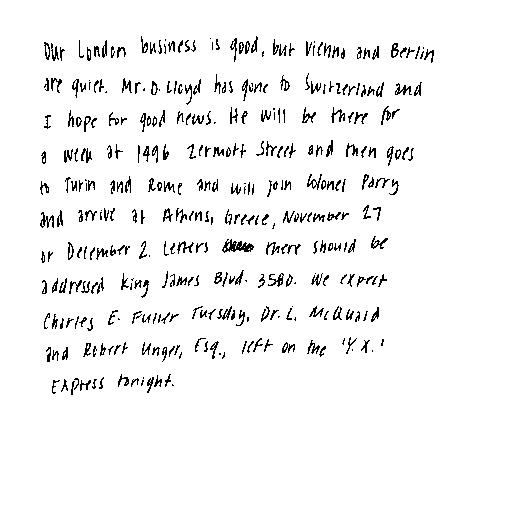 Our London business is good, but Vienna and Berlin
are quiet. Mr. D. Lloyd has gone to Switzerland and
I hope for good news. He will be there for
a week at 1496 Zermott Street and then goes
to Turin and Rome and will join Colonel Parry
and arrive at Athens, Greece, November 27
or December 2. Letters there should be
addressed King James Blvd. 3580. We expect
Charles E. Fuller Tuesday, Dr. L. McQuaid
and Robert Unger, Esq., left on the 'Y.X.'
Express tonight.